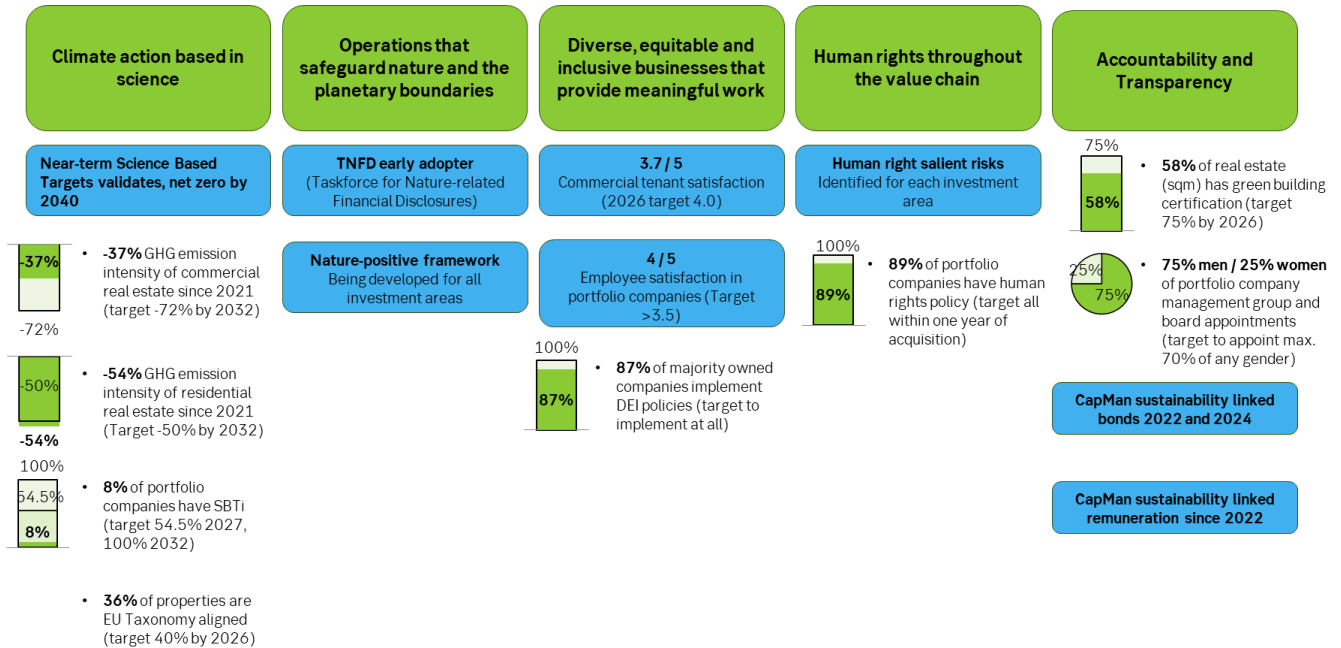 Climate action based in
science
Near-term Science Based
Targets validates, net zero by
2040
-37%
-72%
• -37% GHG emission
intensity of commercial
real estate since 2021
(target -72% by 2032)
-50%
-54%
• -54% GHG emission
intensity of residential
real estate since 2021
(Target -50% by 2032)
100%
54.5%
8%
• 8% of portfolio
companies have SBTi
(target 54.5% 2027,
100% 2032)
• 36% of properties are
EU Taxonomy aligned
(target 40% by 2026)
Operations that
safeguard nature and the
planetary boundaries
TNFD early adopter
(Taskforce for Nature-related
Financial Disclosures)
Nature-positive framework
Being developed for all
investment areas
Diverse, equitable and
inclusive businesses that
provide meaningful work
3.7 / 5
Commercial tenant satisfaction
(2026 target 4.0)
4 / 5
Employee satisfaction in
portfolio companies (Target
>3.5)
100%
87%
• 87% of majority owned
companies implement
DEI policies (target to
implement at all)
Human rights throughout
the value chain
Human right salient risks
Identified for each investment
area
100%
89%
• 89% of portfolio
companies have human
rights policy (target all
within one year of
acquisition)
Accountability and
Transparency
75%
58%
• 58% of real estate
(sqm) has green building
certification (target
75% by 2026)
25%
75%
• 75% men / 25% women
of portfolio company
management group and
board appointments
(target to appoint max.
70% of any gender)
CapMan sustainability linked
bonds 2022 and 2024
CapMan sustainability linked
remuneration since 2022